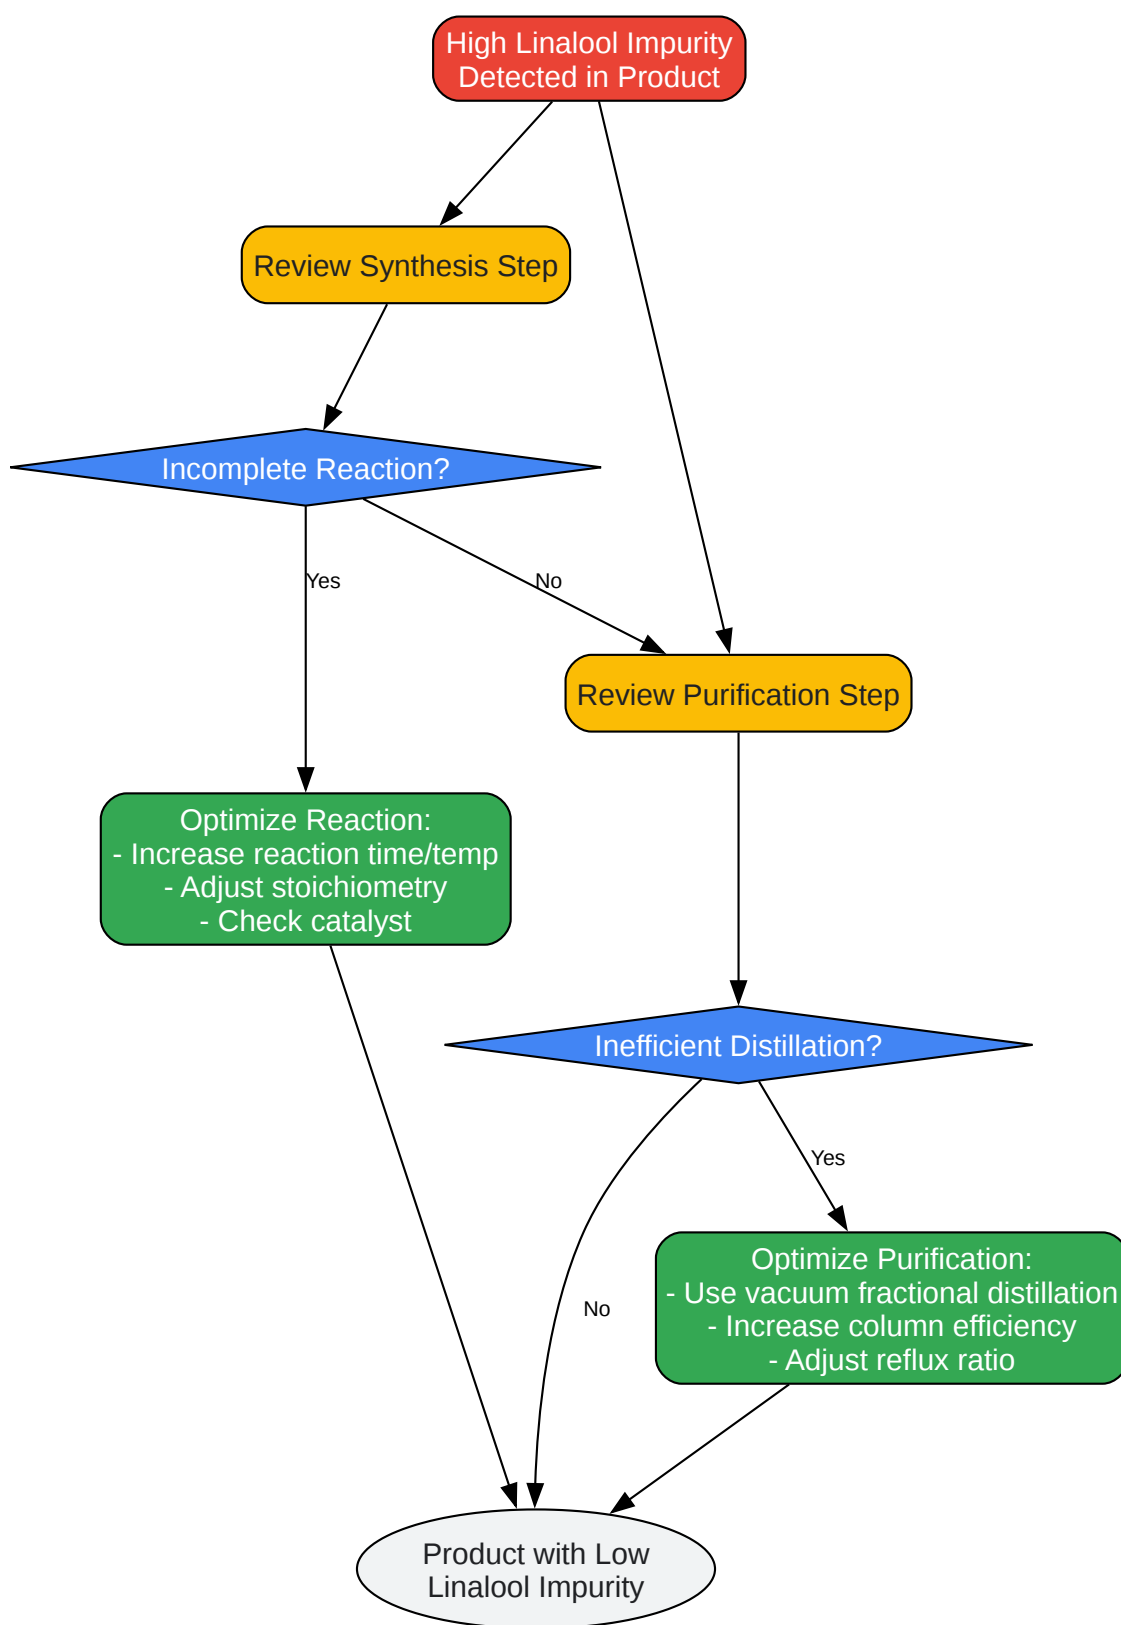 High Linalool Impurity
Detected in Product
Review Synthesis Step
Incomplete Reaction?
Yes
No
Review Purification Step
Optimize Reaction:
- Increase reaction time/temp
- Adjust stoichiometry
- Check catalyst
Inefficient Distillation?
Yes
No
Optimize Purification:
- Use vacuum fractional distillation
- Increase column efficiency
- Adjust reflux ratio
Product with Low
Linalool Impurity